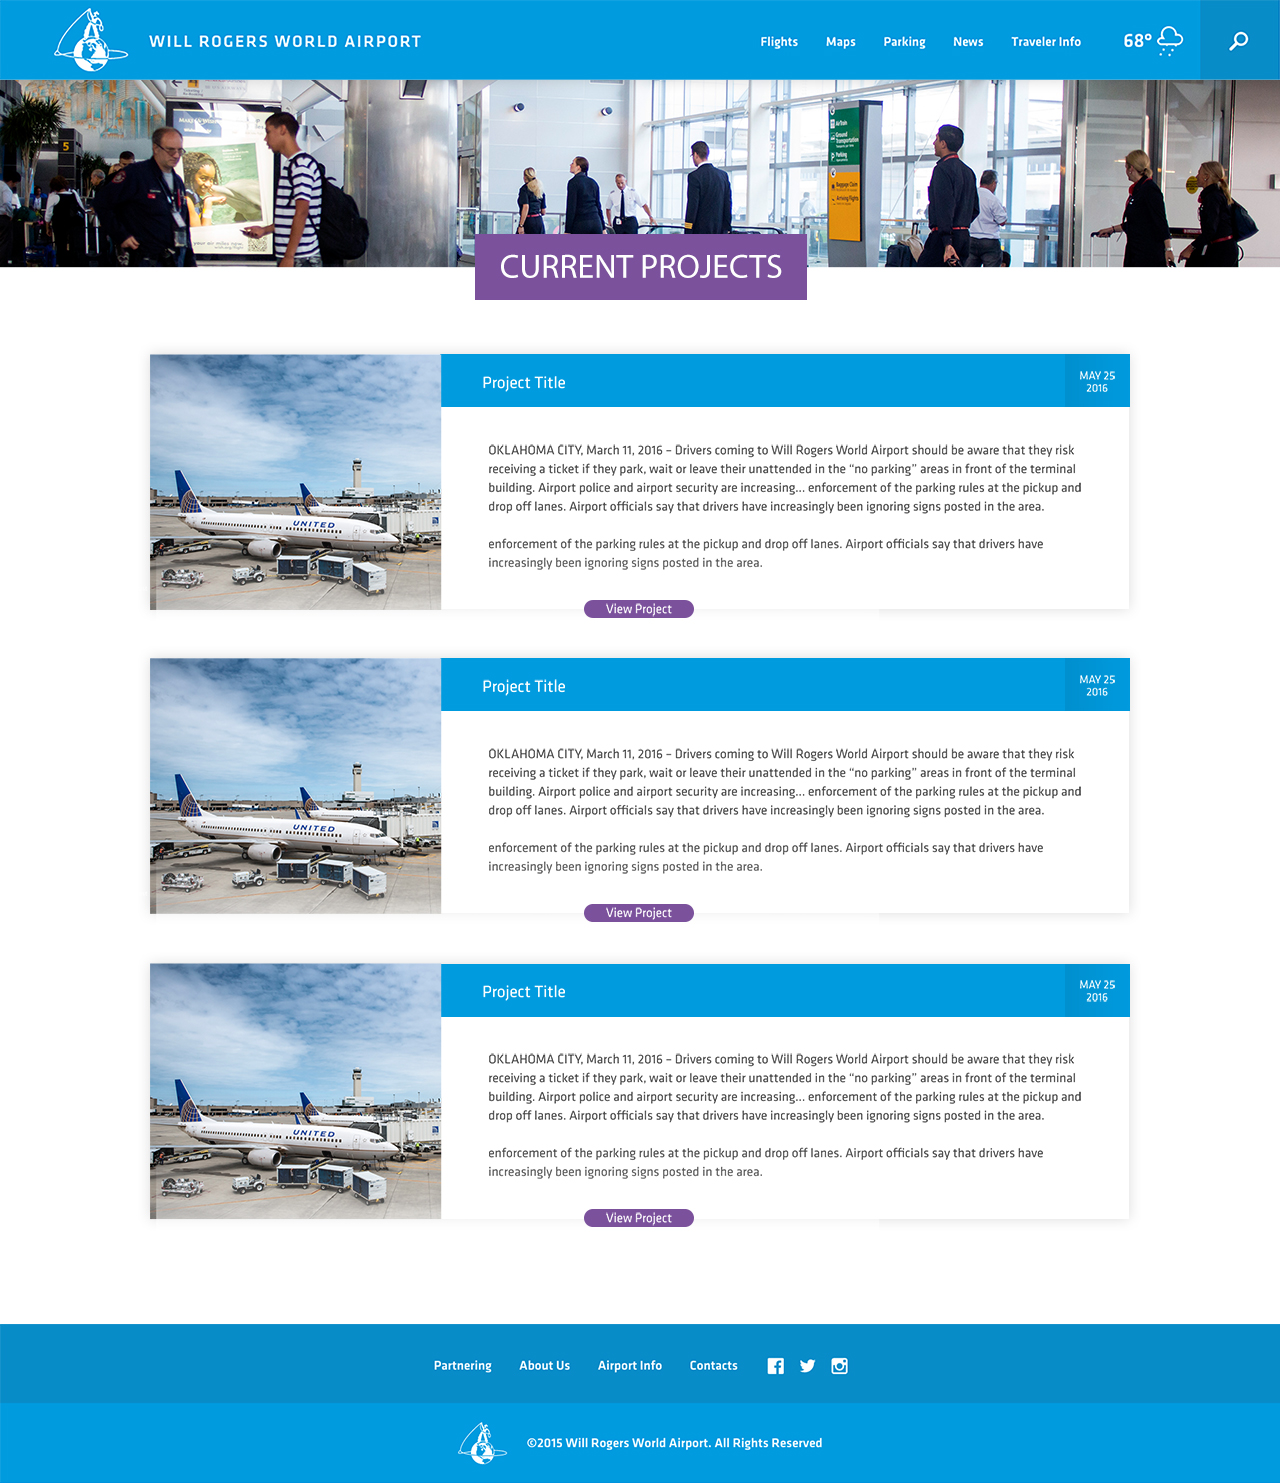 WILL ROGERS WORLD AIRPORT
Flights
Maps
Parking
News
Traveler Info
68°
5
AirTrain
Ground
Transportation
Parking
Baggage Claim
Arriving flights
CURRENT PROJECTS
Project Title
MAY 25
2016
OKLAHOMA CITY, March 11, 2016 – Drivers coming to Will Rogers World Airport should be aware that they risk
receiving a ticket if they park, wait or leave their unattended in the “no parking” areas in front of the terminal
building. Airport police and airport security are increasing... enforcement of the parking rules at the pickup and
drop off lanes. Airport officials say that drivers have increasingly been ignoring signs posted in the area.
enforcement of the parking rules at the pickup and drop off lanes. Airport officials say that drivers have
increasingly been ignoring signs posted in the area.
UNITED
View Project
Project Title
MAY 25
2016
OKLAHOMA CITY, March 11, 2016 – Drivers coming to Will Rogers World Airport should be aware that they risk
receiving a ticket if they park, wait or leave their unattended in the “no parking” areas in front of the terminal
building. Airport police and airport security are increasing... enforcement of the parking rules at the pickup and
drop off lanes. Airport officials say that drivers have increasingly been ignoring signs posted in the area.
enforcement of the parking rules at the pickup and drop off lanes. Airport officials say that drivers have
increasingly been ignoring signs posted in the area.
UNITED
View Project
Project Title
MAY 25
2016
OKLAHOMA CITY, March 11, 2016 – Drivers coming to Will Rogers World Airport should be aware that they risk
receiving a ticket if they park, wait or leave their unattended in the “no parking” areas in front of the terminal
building. Airport police and airport security are increasing... enforcement of the parking rules at the pickup and
drop off lanes. Airport officials say that drivers have increasingly been ignoring signs posted in the area.
enforcement of the parking rules at the pickup and drop off lanes. Airport officials say that drivers have
increasingly been ignoring signs posted in the area.
UNITED
View Project
Partnering
About Us
Airport Info
Contacts
©2015 Will Rogers World Airport. All Rights Reserved